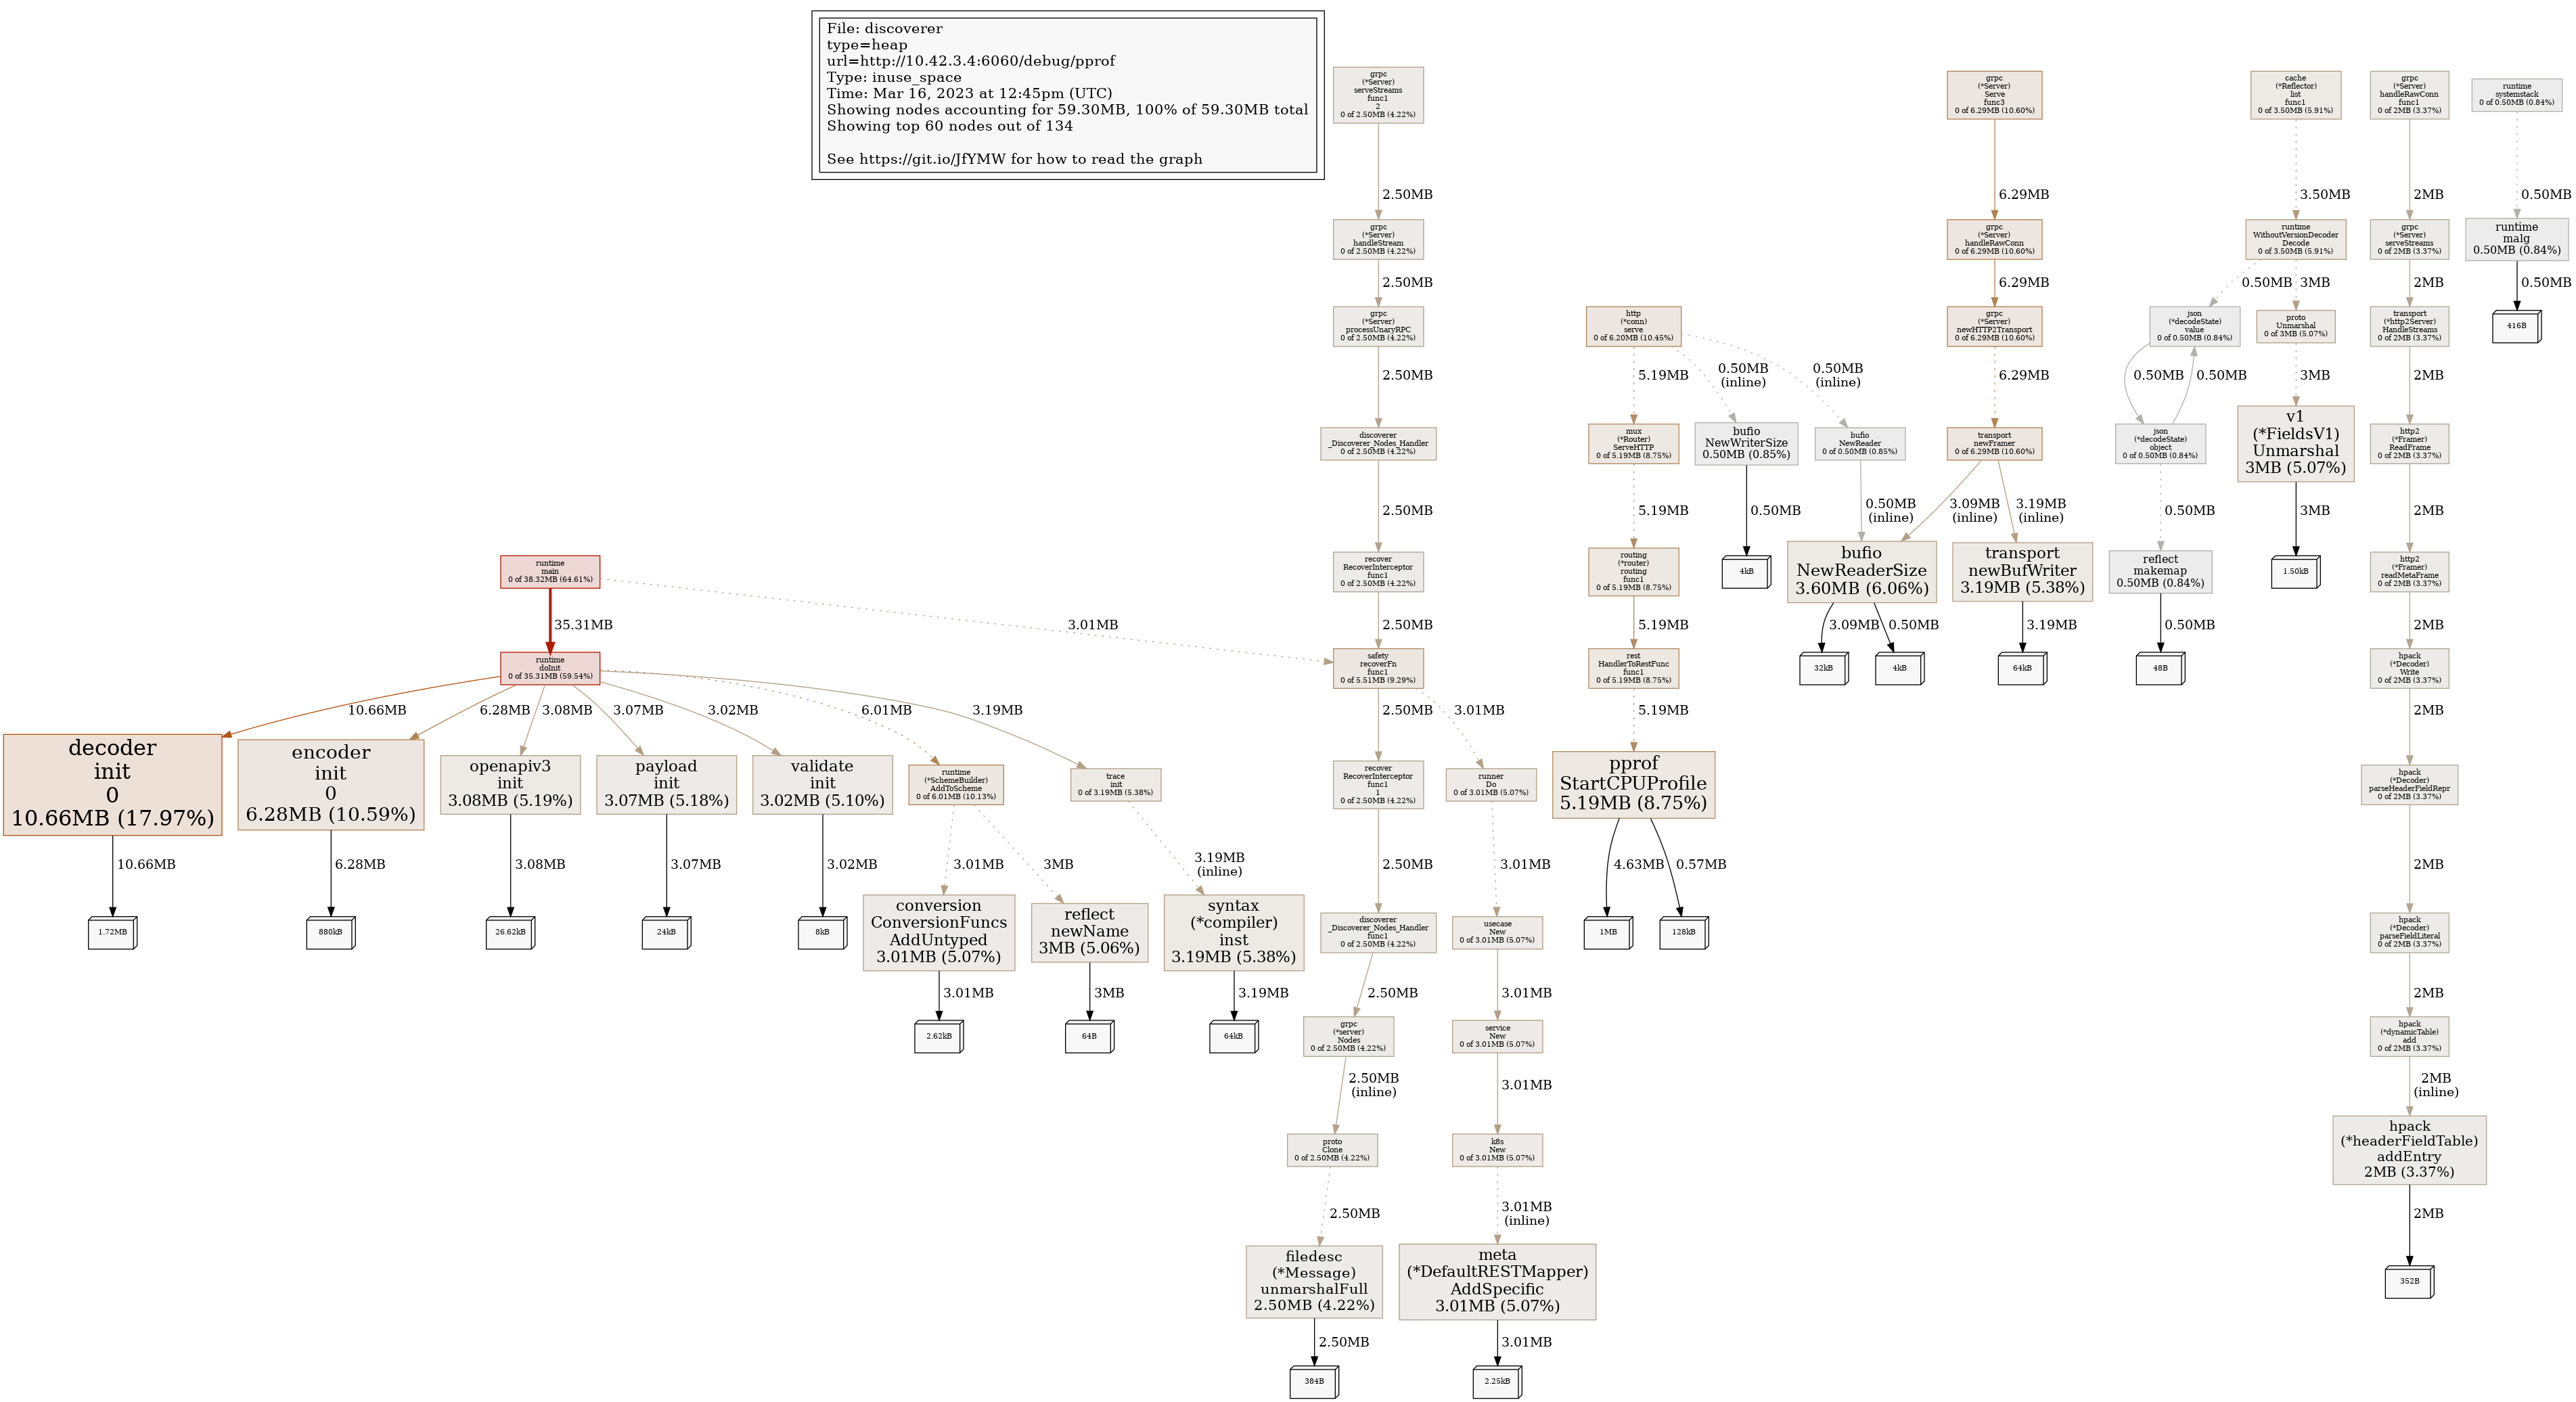 File: discoverer
type=heap
url=http://10.42.3.4:6060/debug/pprof
Type: inuse_space
Time: Mar 16, 2023 at 12:45pm (UTC)
Showing nodes accounting for 59.30MB, 100% of 59.30MB total
Showing top 60 nodes out of 134
See https://git.io/JfYMW for how to read the graph
runtime
main
0 of 38.32MB (64.61%)
35.31MB
3.01MB
runtime
doInit
0 of 35.31MB (59.54%)
10.66MB
6.28MB
3.08MB
3.07MB
3.02MB
6.01MB
3.19MB
decoder
init
0
10.66MB (17.97%)
10.66MB
1.72MB
encoder
init
0
6.28MB (10.59%)
6.28MB
880kB
openapiv3
init
3.08MB (5.19%)
3.08MB
26.62kB
payload
init
3.07MB (5.18%)
3.07MB
24kB
validate
init
3.02MB (5.10%)
3.02MB
8kB
runtime
(*SchemeBuilder)
AddToScheme
0 of 6.01MB (10.13%)
3.01MB
3MB
conversion
ConversionFuncs
AddUntyped
3.01MB (5.07%)
3.01MB
2.62kB
reflect
newName
3MB (5.06%)
3MB
64B
trace
init
0 of 3.19MB (5.38%)
3.19MB
(inline)
syntax
(*compiler)
inst
3.19MB (5.38%)
3.19MB
64kB
grpc
(*Server)
serveStreams
func1
2
0 of 2.50MB (4.22%)
2.50MB
grpc
(*Server)
handleStream
0 of 2.50MB (4.22%)
2.50MB
grpc
(*Server)
processUnaryRPC
0 of 2.50MB (4.22%)
2.50MB
discoverer
_Discoverer_Nodes_Handler
0 of 2.50MB (4.22%)
2.50MB
recover
RecoverInterceptor
func1
0 of 2.50MB (4.22%)
2.50MB
safety
recoverFn
func1
0 of 5.51MB (9.29%)
2.50MB
3.01MB
recover
RecoverInterceptor
func1
1
0 of 2.50MB (4.22%)
2.50MB
discoverer
_Discoverer_Nodes_Handler
func1
0 of 2.50MB (4.22%)
2.50MB
grpc
(*server)
Nodes
0 of 2.50MB (4.22%)
2.50MB
(inline)
proto
Clone
0 of 2.50MB (4.22%)
2.50MB
filedesc
(*Message)
unmarshalFull
2.50MB (4.22%)
2.50MB
384B
runner
Do
0 of 3.01MB (5.07%)
3.01MB
usecase
New
0 of 3.01MB (5.07%)
3.01MB
service
New
0 of 3.01MB (5.07%)
3.01MB
k8s
New
0 of 3.01MB (5.07%)
3.01MB
(inline)
meta
(*DefaultRESTMapper)
AddSpecific
3.01MB (5.07%)
3.01MB
2.25kB
http
(*conn)
serve
0 of 6.20MB (10.45%)
5.19MB
0.50MB
(inline)
0.50MB
(inline)
mux
(*Router)
ServeHTTP
0 of 5.19MB (8.75%)
5.19MB
routing
(*router)
routing
func1
0 of 5.19MB (8.75%)
5.19MB
rest
HandlerToRestFunc
func1
0 of 5.19MB (8.75%)
5.19MB
pprof
StartCPUProfile
5.19MB (8.75%)
4.63MB
0.57MB
1MB
128kB
bufio
NewWriterSize
0.50MB (0.85%)
0.50MB
4kB
bufio
NewReader
0 of 0.50MB (0.85%)
0.50MB
(inline)
grpc
(*Server)
Serve
func3
0 of 6.29MB (10.60%)
6.29MB
grpc
(*Server)
handleRawConn
0 of 6.29MB (10.60%)
6.29MB
grpc
(*Server)
newHTTP2Transport
0 of 6.29MB (10.60%)
6.29MB
transport
newFramer
0 of 6.29MB (10.60%)
3.09MB
(inline)
3.19MB
(inline)
bufio
NewReaderSize
3.60MB (6.06%)
3.09MB
0.50MB
32kB
4kB
transport
newBufWriter
3.19MB (5.38%)
3.19MB
64kB
cache
(*Reflector)
list
func1
0 of 3.50MB (5.91%)
3.50MB
runtime
WithoutVersionDecoder
Decode
0 of 3.50MB (5.91%)
0.50MB
3MB
json
(*decodeState)
value
0 of 0.50MB (0.84%)
0.50MB
0.50MB
json
(*decodeState)
object
0 of 0.50MB (0.84%)
0.50MB
reflect
makemap
0.50MB (0.84%)
0.50MB
48B
proto
Unmarshal
0 of 3MB (5.07%)
3MB
v1
(*FieldsV1)
Unmarshal
3MB (5.07%)
3MB
1.50kB
grpc
(*Server)
handleRawConn
func1
0 of 2MB (3.37%)
2MB
grpc
(*Server)
serveStreams
0 of 2MB (3.37%)
2MB
transport
(*http2Server)
HandleStreams
0 of 2MB (3.37%)
2MB
http2
(*Framer)
ReadFrame
0 of 2MB (3.37%)
2MB
http2
(*Framer)
readMetaFrame
0 of 2MB (3.37%)
2MB
hpack
(*Decoder)
Write
0 of 2MB (3.37%)
2MB
hpack
(*Decoder)
parseHeaderFieldRepr
0 of 2MB (3.37%)
2MB
hpack
(*Decoder)
parseFieldLiteral
0 of 2MB (3.37%)
2MB
hpack
(*dynamicTable)
add
0 of 2MB (3.37%)
2MB
(inline)
hpack
(*headerFieldTable)
addEntry
2MB (3.37%)
2MB
352B
runtime
systemstack
0 of 0.50MB (0.84%)
0.50MB
runtime
malg
0.50MB (0.84%)
0.50MB
416B